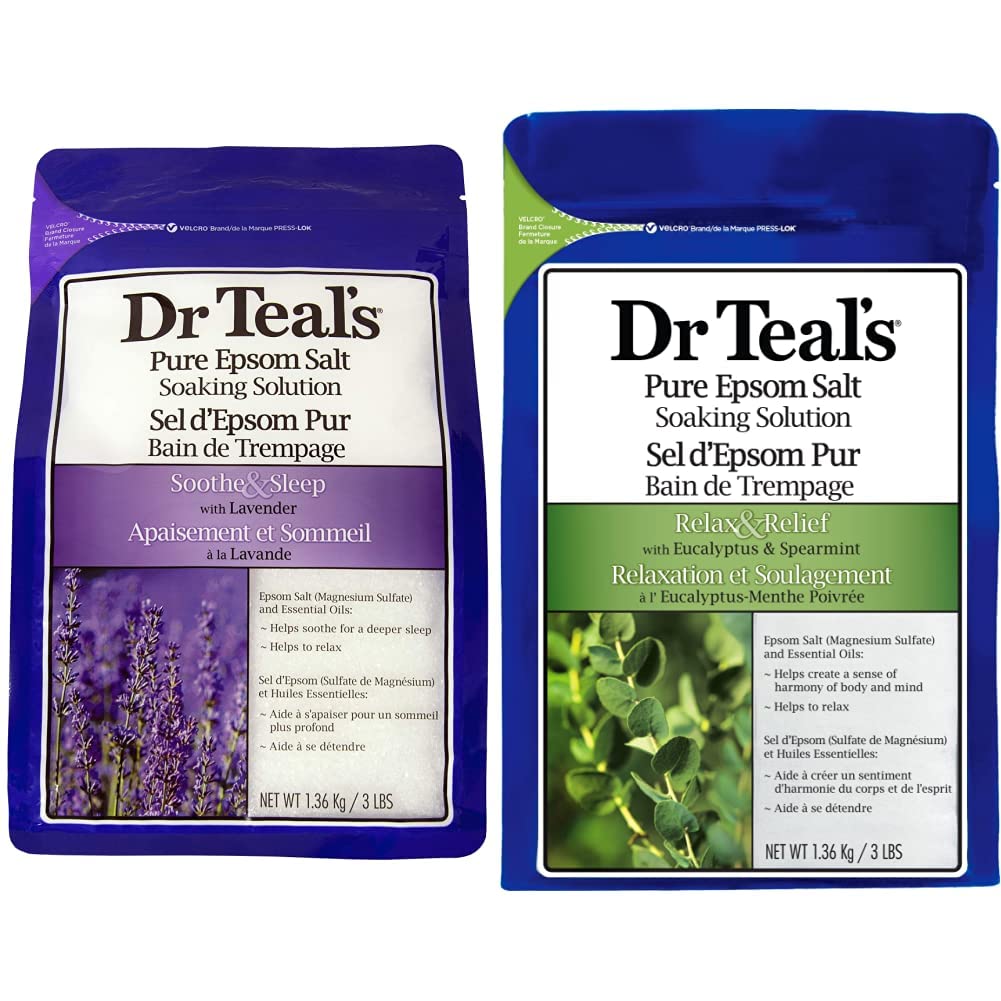 VELCRO®
Brand Closure
Fermeture
de la Marque
VELCRO® Brand/de la Marque PRESS-LOK™
Dr Teal's®
Pure Epsom Salt
Soaking Solution
Sel d'Epsom Pur
Bain de Trempage
Soothe & Sleep
with Lavender
Apaisement et Sommeil
à la Lavande
Epsom Salt (Magnesium Sulfate)
and Essential Oils:
~ Helps soothe for a deeper sleep
~ Helps to relax
Sel d'Epsom (Sulfate de Magnésium)
et Huiles Essentielles:
~ Aide à s'apaiser pour un sommeil
plus profond
~ Aide à se détendre
NET WT 1.36 Kg / 3 LBS
VELCRO®
Brand Closure
Fermeture
de la Marque
VELCRO® Brand/de la Marque PRESS-LOK™
Dr Teal's®
Pure Epsom Salt
Soaking Solution
Sel d'Epsom Pur
Bain de Trempage
Relax & Relief
with Eucalyptus & Spearmint
Relaxation et Soulagement
à l' Eucalyptus-Menthe Poivrée
Epsom Salt (Magnesium Sulfate)
and Essential Oils:
~ Helps create a sense of
harmony of body and mind
~ Helps to relax
Sel d'Epsom (Sulfate de Magnésium)
et Huiles Essentielles:
~ Aide à créer un sentiment
d'harmonie du corps et de l'esprit
~ Aide à se détendre
NET WT 1.36 Kg / 3 LBS